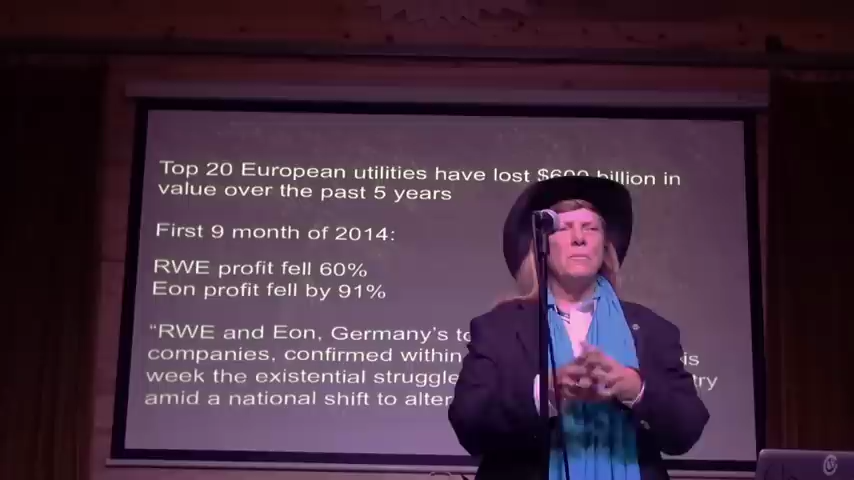 Top 20 European utilities have lost $600 billion in
value over the past 5 years
First 9 month of 2014:
RWE profit fell 60%
Eon profit fell by 91%
“RWE and Eon, Germany's
companies, confirmed within
week the existential struggle
amid a national shift to